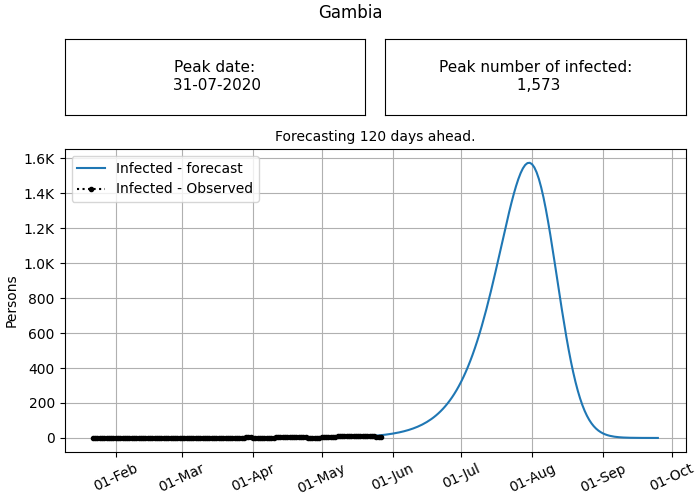 Gambia
Peak date:
31-07-2020
Peak number of infected:
1,573
Forecasting 120 days ahead.
Infected - forecast
Infected - Observed
Persons
1.6K
1.4K
1.2K
1.0K
800
600
400
200
0
01-Feb
01-Mar
01-Apr
01-May
01-Jun
01-Jul
01-Aug
01-Sep
01-Oct